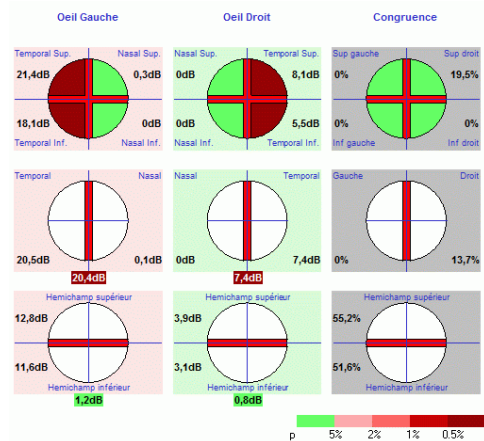 Oeil Gauche Oeil Droit Congruence
Temporal Sup. Nasal Sup. Nasal Sup. Temporal Sup. Sup gauche Sup droit
21,4dB 0,3dB 0dB 8,1dB 0% 19,5%
18,1dB 0dB 0dB 5,5dB 0% 0%
Temporal Inf. Nasal Inf. Nasal Inf. Temporal Inf. Inf gauche Inf droit
Temporal Nasal Nasal Temporal Gauche Droit
20,5dB 0,1dB 0dB 7,4dB 0% 13,7%
20,4dB 7,4dB
Hemichamp supérieur Hemichamp supérieur Hemichamp supérieur
12,8dB 3,9dB 55,2%
11,6dB 3,1dB 51,6%
Hemichamp inférieur Hemichamp inférieur Hemichamp inférieur
1,2dB 0,8dB
p 5% 2% 1% 0.5%